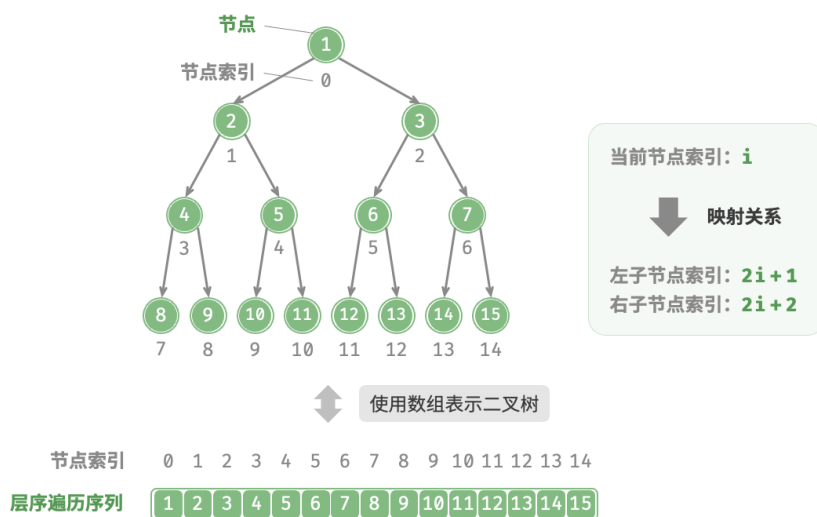 节点
1
节点索引
0
2 3
1 2
当前节点索引：i
映射关系
4 5 6 7
3 4 5 6
左子节点索引：2i+1
右子节点索引：2i+2
8 9 10 11 12 13 14 15
7 8 9 10 11 12 13 14
使用数组表示二叉树
节点索引 0 1 2 3 4 5 6 7 8 9 10 11 12 13 14
层序遍历序列 1 2 3 4 5 6 7 8 9 10 11 12 13 14 15